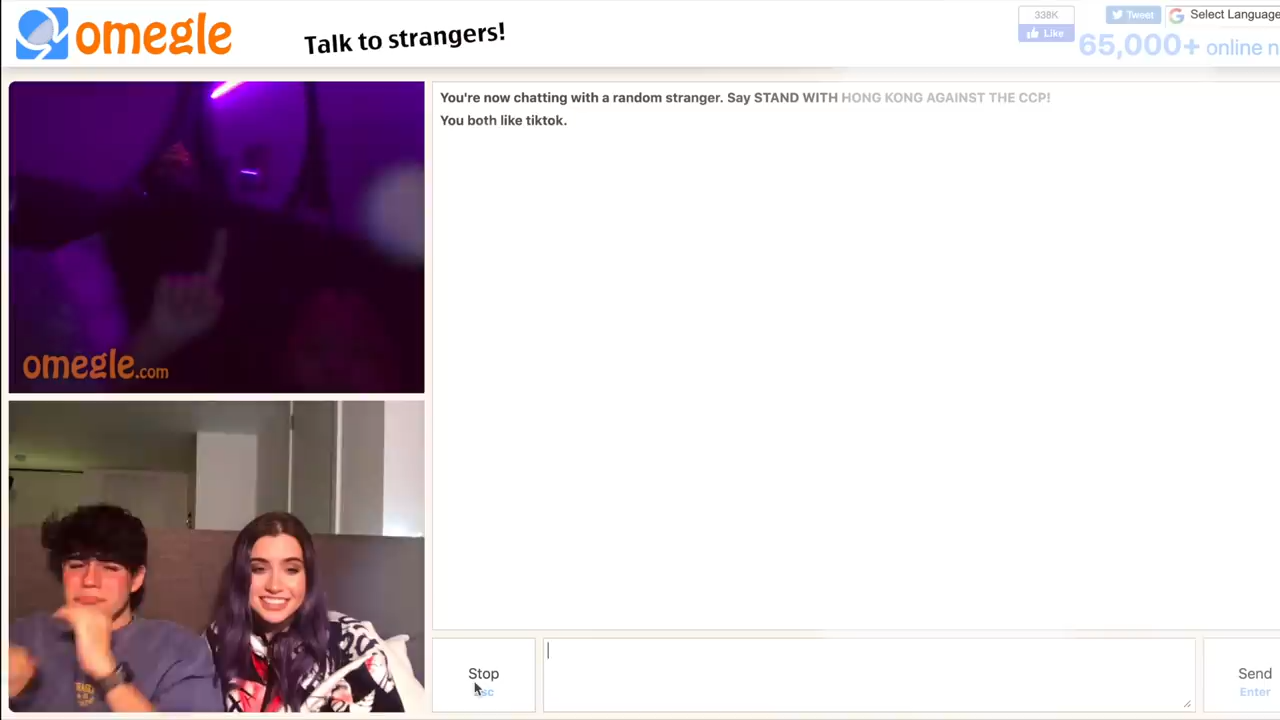 omegle
Talk to strangers!
338K
Like
Tweet
Select Language
65,000+ online n
You're now chatting with a random stranger. Say STAND WITH HONG KONG AGAINST THE CCP!
You both like tiktok.
omegle.com
Stop
Send
Enter